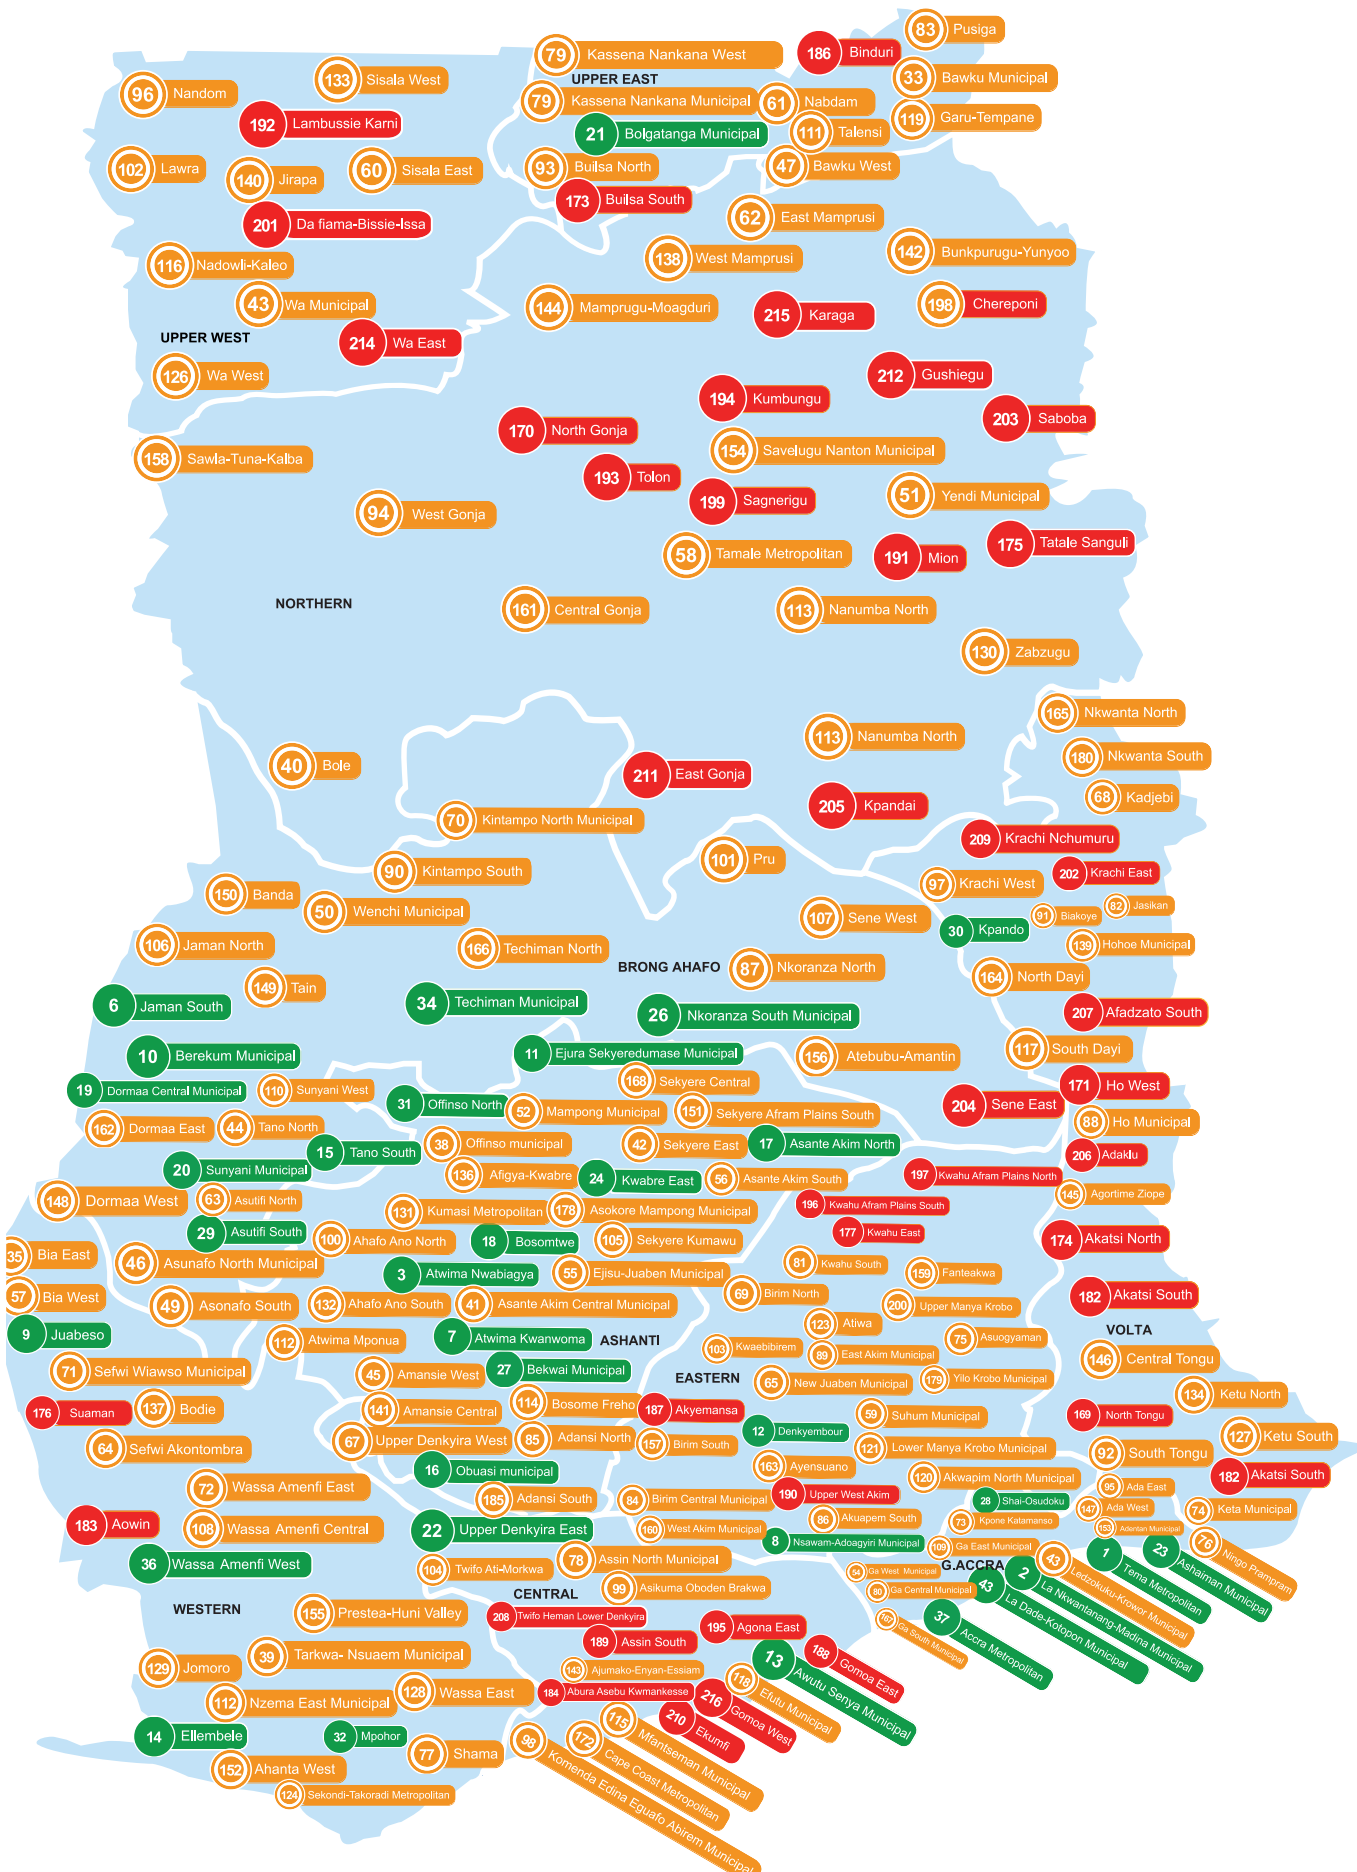 83 Pusiga
79 Kassena Nankana West
186 Binduri
UPPER EAST
133 Sisala West
33 Bawku Municipal
96 Nandom
79 Kassena Nankana Municipal
61 Nabdam
192 Lambussie Karni
119 Garu-Tempane
21 Bolgatanga Municipal
111 Talensi
102 Lawra
140 Jirapa
60 Sisala East
93 Builsa North
47 Bawku West
173 Builsa South
201 Da fiama-Bissie-Issa
62 East Mamprusi
116 Nadowli-Kaleo
138 West Mamprusi
142 Bunkpurugu-Yunyoo
43 Wa Municipal
144 Mamprugu-Moagduri
215 Karaga
198 Chereponi
UPPER WEST
214 Wa East
126 Wa West
212 Gushiegu
194 Kumbungu
203 Saboba
170 North Gonja
158 Sawla-Tuna-Kalba
154 Savelugu Nanton Municipal
193 Tolon
199 Sagnerigu
51 Yendi Municipal
94 West Gonja
58 Tamale Metropolitan
191 Mion
175 Tatale Sanguli
NORTHERN
161 Central Gonja
113 Nanumba North
130 Zabzugu
165 Nkwanta North
113 Nanumba North
180 Nkwanta South
40 Bole
211 East Gonja
68 Kadjebi
205 Kpandai
70 Kintampo North Municipal
209 Krachi Nchumuru
101 Pru
90 Kintampo South
202 Krachi East
97 Krachi West
150 Banda
50 Wenchi Municipal
107 Sene West
91 Biakoye
82 Jasikan
30 Kpando
106 Jaman North
166 Techiman North
139 Hohoe Municipal
BRONG AHAFO
87 Nkoranza North
164 North Dayi
149 Tain
6 Jaman South
34 Techiman Municipal
26 Nkoranza South Municipal
207 Afadzato South
10 Berekum Municipal
11 Ejura Sekyeredumase Municipal
156 Atebubu-Amantin
117 South Dayi
19 Dormaa Central Municipal
110 Sunyani West
168 Sekyere Central
171 Ho West
31 Offinso North
52 Mampong Municipal
151 Sekyere Afram Plains South
204 Sene East
162 Dormaa East
44 Tano North
88 Ho Municipal
15 Tano South
38 Offinso municipal
42 Sekyere East
17 Asante Akim North
206 Adaklu
20 Sunyani Municipal
136 Afigya-Kwabre
24 Kwabre East
56 Asante Akim South
197 Kwahu Afram Plains North
148 Dormaa West
63 Asutifi North
145 Agortime Ziope
131 Kumasi Metropolitan
178 Asokore Mampong Municipal
196 Kwahu Afram Plains South
29 Asutifi South
177 Kwahu East
100 Ahafo Ano North
18 Bosomtwe
105 Sekyere Kumawu
174 Akatsi North
35 Bia East
46 Asunafo North Municipal
81 Kwahu South
159 Fanteakwa
3 Atwima Nwabiagya
55 Ejisu-Juaben Municipal
57 Bia West
69 Birim North
182 Akatsi South
49 Asonafo South
132 Ahafo Ano South
41 Asante Akim Central Municipal
200 Upper Manya Krobo
123 Atiwa
9 Juabeso
VOLTA
112 Atwima Mponua
7 Atwima Kwanwoma
ASHANTI
75 Asuogyaman
103 Kwaebibirem
89 East Akim Municipal
146 Central Tongu
71 Sefwi Wiawso Municipal
27 Bekwai Municipal
45 Amansie West
EASTERN
65 New Juaben Municipal
179 Yilo Krobo Municipal
134 Ketu North
114 Bosome Freho
176 Suaman
137 Bodie
141 Amansie Central
187 Akyemansa
59 Suhum Municipal
169 North Tongu
12 Denkyembour
127 Ketu South
64 Sefwi Akontombra
67 Upper Denkyira West
85 Adansi North
157 Birim South
121 Lower Manya Krobo Municipal
92 South Tongu
16 Obuasi municipal
163 Ayensuano
120 Akwapim North Municipal
182 Akatsi South
72 Wassa Amenfi East
95 Ada East
185 Adansi South
84 Birim Central Municipal
190 Upper West Akim
28 Shai-Osudoku
147 Ada West
74 Keta Municipal
183 Aowin
108 Wassa Amenfi Central
22 Upper Denkyira East
86 Akuapem South
73 Kpone Katamanso
160 West Akim Municipal
153 Adentan Municipal
76 Ningo Prampram
8 Nsawam-Adoagyiri Municipal
109 Ga East Municipal
1 Tema Metropolitan
23 Ashaiman Municipal
36 Wassa Amenfi West
78 Assin North Municipal
43 Ledzokuku-Krowor Municipal
G.ACCRA
104 Twifo Ati-Morkwa
54 Ga West Municipal
2 La Nkwantanang-Madina Municipal
99 Asikuma Oboden Brakwa
80 Ga Central Municipal
43 La Dade-Kotopon Municipal
CENTRAL
WESTERN
155 Prestea-Huni Valley
208 Twifo Heman Lower Denkyira
37 Accra Metropolitan
167 Ga South Municipal
195 Agona East
189 Assin South
39 Tarkwa- Nsuaem Municipal
188 Gomoa East
13 Awutu Senya Municipal
129 Jomoro
143 Ajumako-Enyan-Essiam
118 Efutu Municipal
128 Wassa East
184 Abura Asebu Kwmankesse
112 Nzema East Municipal
216 Gomoa West
210 Ekumfi
115 Mfantseman Municipal
14 Ellembele
32 Mpohor
172 Cape Coast Metropolitan
98 Komenda Edina Eguafo Abirem Municipal
77 Shama
152 Ahanta West
124 Sekondi-Takoradi Metropolitan